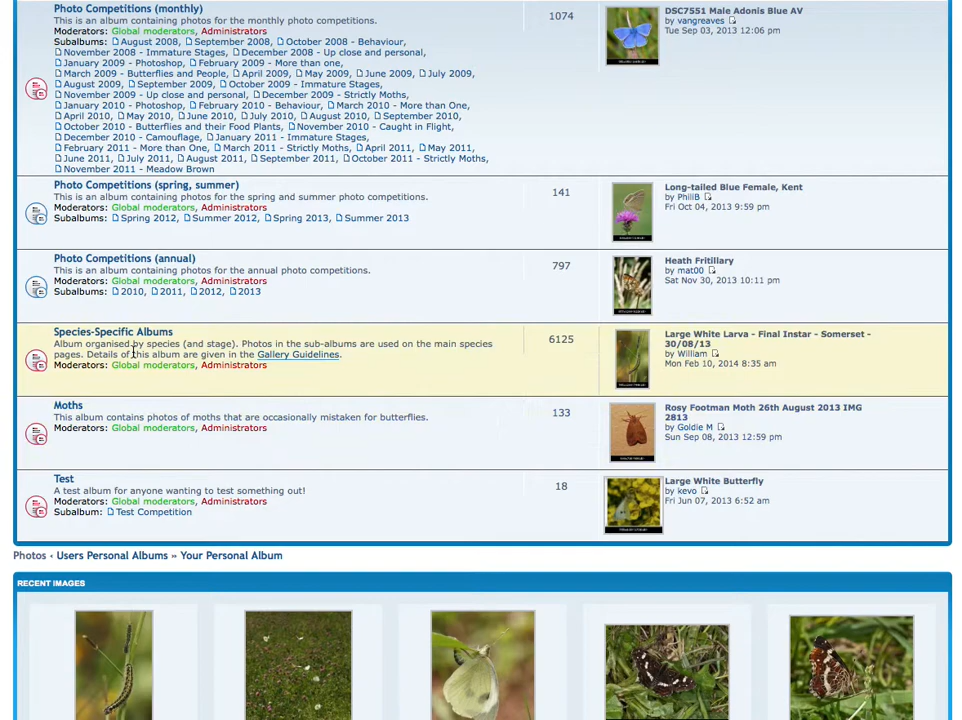 Photo Competitions (monthly)
This is an album containing photos for the monthly photo competitions.
Moderators: Global moderators, Administrators
Subalbums: August 2008, September 2008, October 2008 - Behaviour,
November 2008 - Immature Stages, December 2008 - Up close and personal,
January 2009 - Photoshop, February 2009 - More than one,
March 2009 - Butterflies and People, April 2009, May 2009, June 2009, July 2009,
August 2009, September 2009, October 2009 - Immature Stages,
November 2009 - Up close and personal, December 2009 - Strictly Moths,
January 2010 - Photoshop, February 2010 - Behaviour, March 2010 - More than One,
April 2010, May 2010, June 2010, July 2010, August 2010, September 2010,
October 2010 - Butterflies and their Food Plants, November 2010 - Caught in Flight,
December 2010 - Camouflage, January 2011 - Immature Stages,
February 2011 - More than One, March 2011 - Strictly Moths, April 2011, May 2011,
June 2011, July 2011, August 2011, September 2011, October 2011 - Strictly Moths,
November 2011 - Meadow Brown
1074
DSC7551 Male Adonis Blue AV
by vangreaves
Tue Sep 03, 2013 12:06 pm
Photo Competitions (spring, summer)
This is an album containing photos for the spring and summer photo competitions.
Moderators: Global moderators, Administrators
Subalbums: Spring 2012, Summer 2012, Spring 2013, Summer 2013
141
Long-tailed Blue Female, Kent
by PhilB
Fri Oct 04, 2013 9:59 pm
Photo Competitions (annual)
This is an album containing photos for the annual photo competitions.
Moderators: Global moderators, Administrators
Subalbums: 2010, 2011, 2012, 2013
797
Heath Fritillary
by mat00
Sat Nov 30, 2013 10:11 pm
Species-Specific Albums
Album organised by species (and stage). Photos in the sub-albums are used on the main species
pages. Details of this album are given in the Gallery Guidelines.
Moderators: Global moderators, Administrators
6125
Large White Larva - Final Instar - Somerset -
30/08/13
by William
Mon Feb 10, 2014 8:35 am
Moths
This album contains photos of moths that are occasionally mistaken for butterflies.
Moderators: Global moderators, Administrators
133
Rosy Footman Moth 26th August 2013 IMG
2813
by Goldie M
Sun Sep 08, 2013 12:59 pm
Test
A test album for anyone wanting to test something out!
Moderators: Global moderators, Administrators
Subalbum: Test Competition
18
Large White Butterfly
by kevo
Fri Jun 07, 2013 6:52 am
Photos ‹ Users Personal Albums » Your Personal Album
RECENT IMAGES